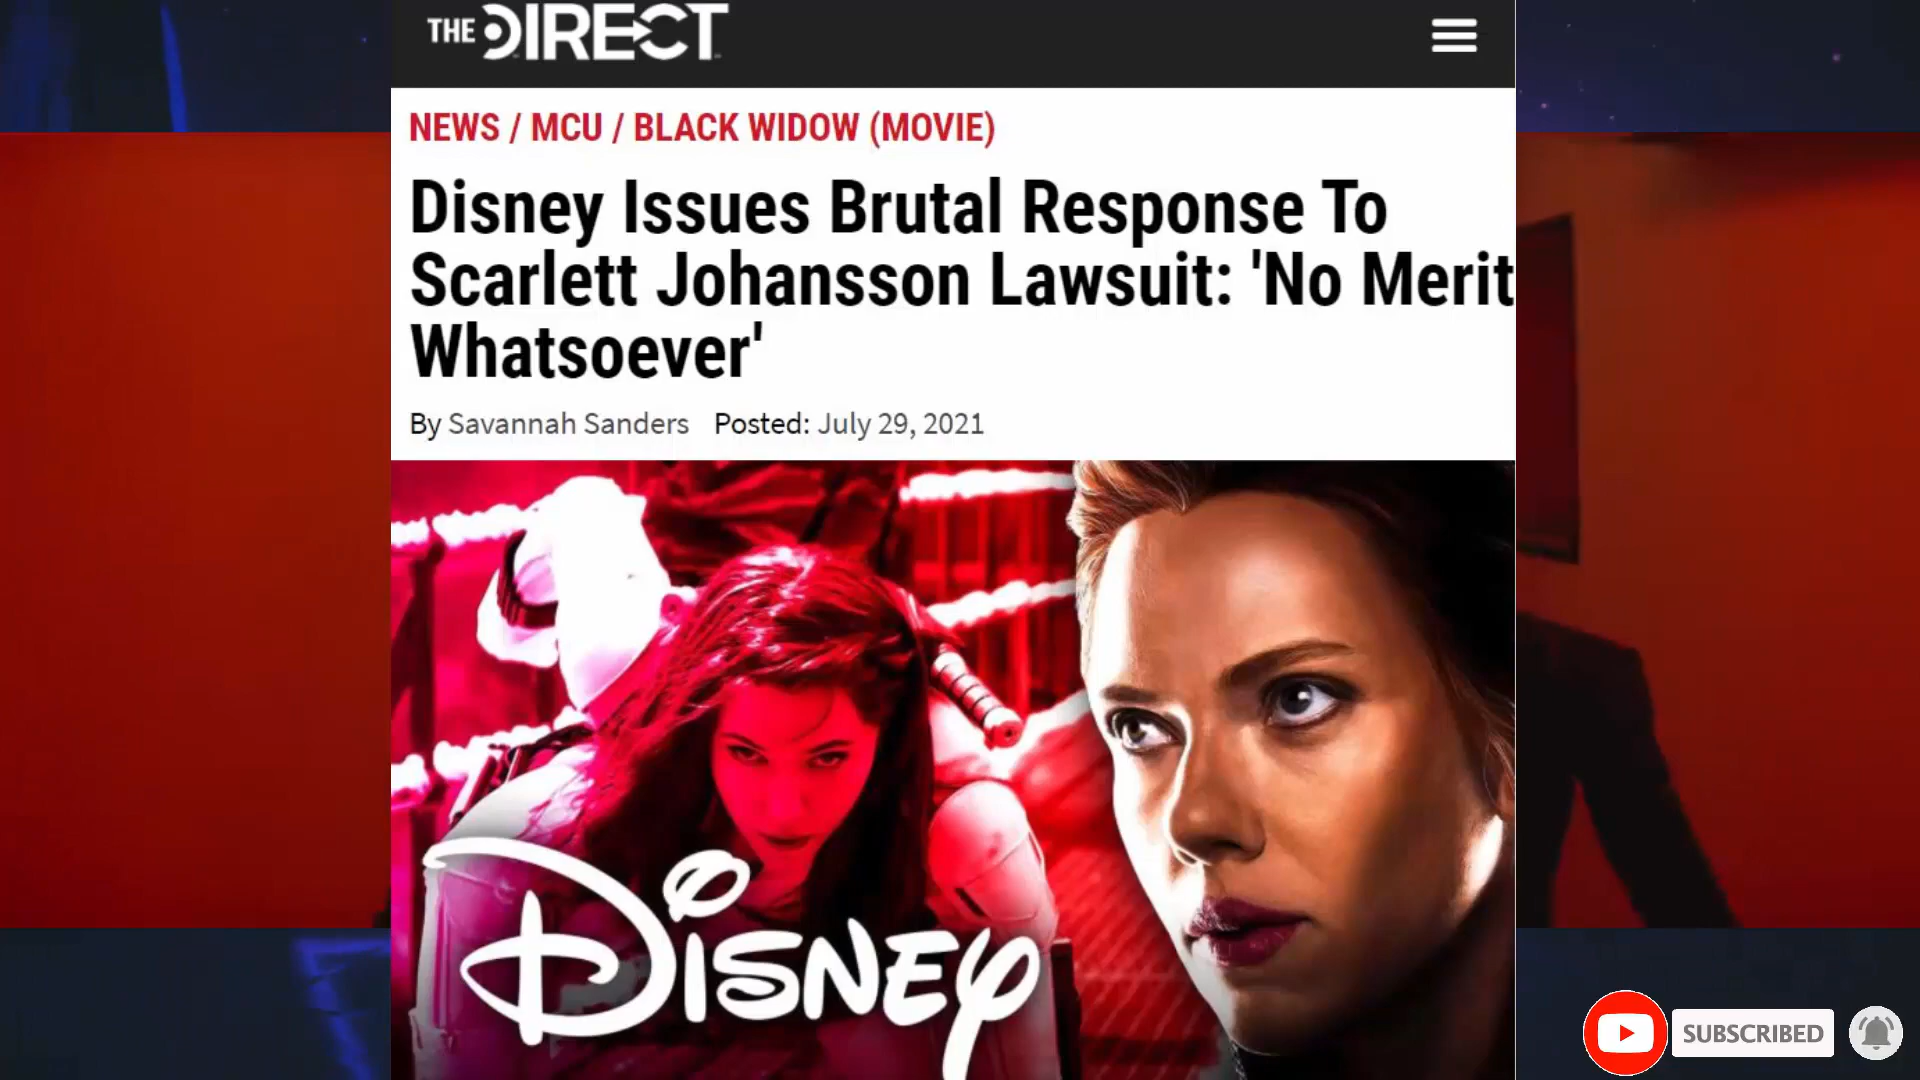 THE DIRECT
NEWS / MCU / BLACK WIDOW (MOVIE)
Disney Issues Brutal Response To
Scarlett Johansson Lawsuit: 'No Merit
Whatsoever'
By Savannah Sanders Posted: July 29, 2021
DISNEY
SUBSCRIBED